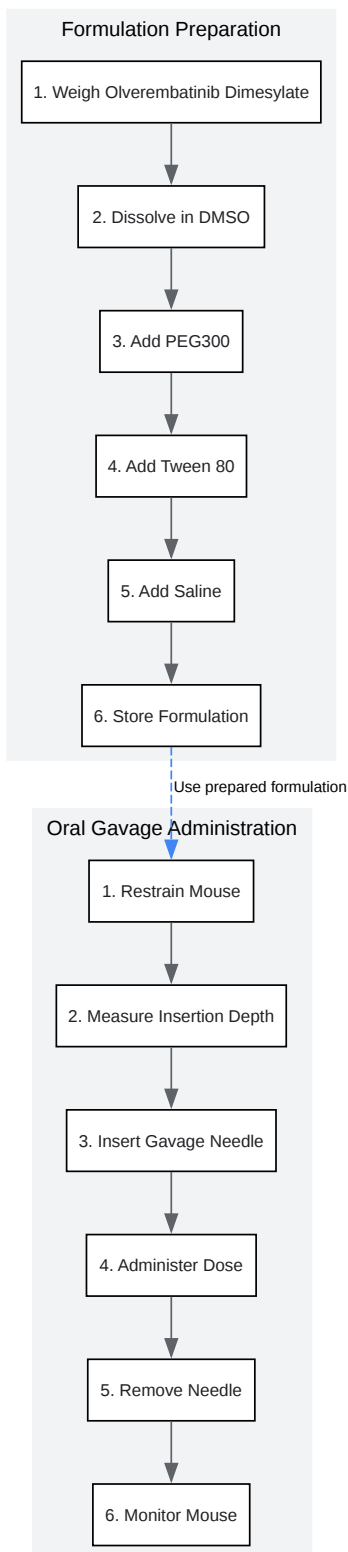 Formulation Preparation
1. Weigh Olverembatinib Dimesylate
2. Dissolve in DMSO
3. Add PEG300
4. Add Tween 80
5. Add Saline
6. Store Formulation
Use prepared formulation
Oral Gavage Administration
1. Restrain Mouse
2. Measure Insertion Depth
3. Insert Gavage Needle
4. Administer Dose
5. Remove Needle
6. Monitor Mouse